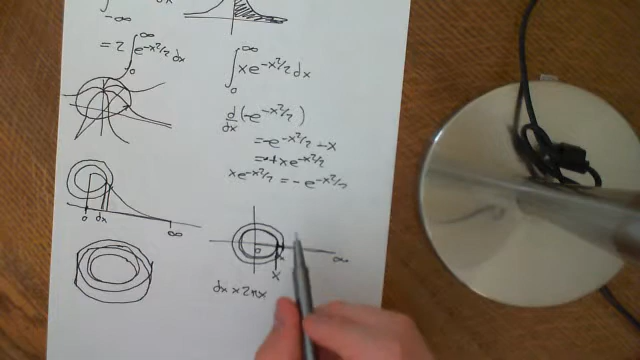 ∫
-∞
= 2 ∫₀^∞ e^{-x²/2} dx
∫₀^∞ x e^{-x²/2} dx
d/dx (-e^{-x²/2})
= -e^{-x²/2} · -x
= +x e^{-x²/2}
x e^{-x²/2} = -e^{-x²/2}
0 dx ∞
0 x ∞
dx × 2πx